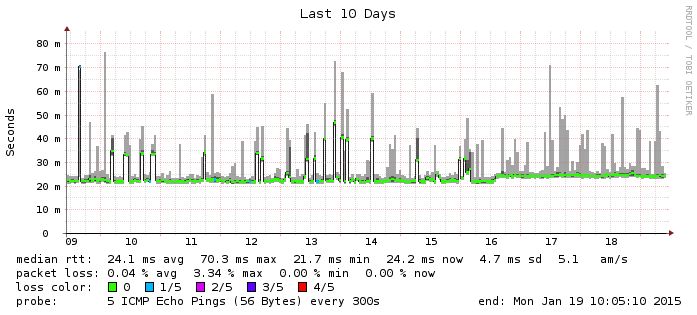 Last 10 Days
RRDTOOL / TOBI OETIKER
Seconds
80 m
70 m
60 m
50 m
40 m
30 m
20 m
10 m
0
09 10 11 12 13 14 15 16 17 18
median rtt: 24.1 ms avg 70.3 ms max 21.7 ms min 24.2 ms now 4.7 ms sd 5.1 am/s
packet loss: 0.04 % avg 3.34 % max 0.00 % min 0.00 % now
loss color: 0 1/5 2/5 3/5 4/5
probe: 5 ICMP Echo Pings (56 Bytes) every 300s end: Mon Jan 19 10:05:10 2015